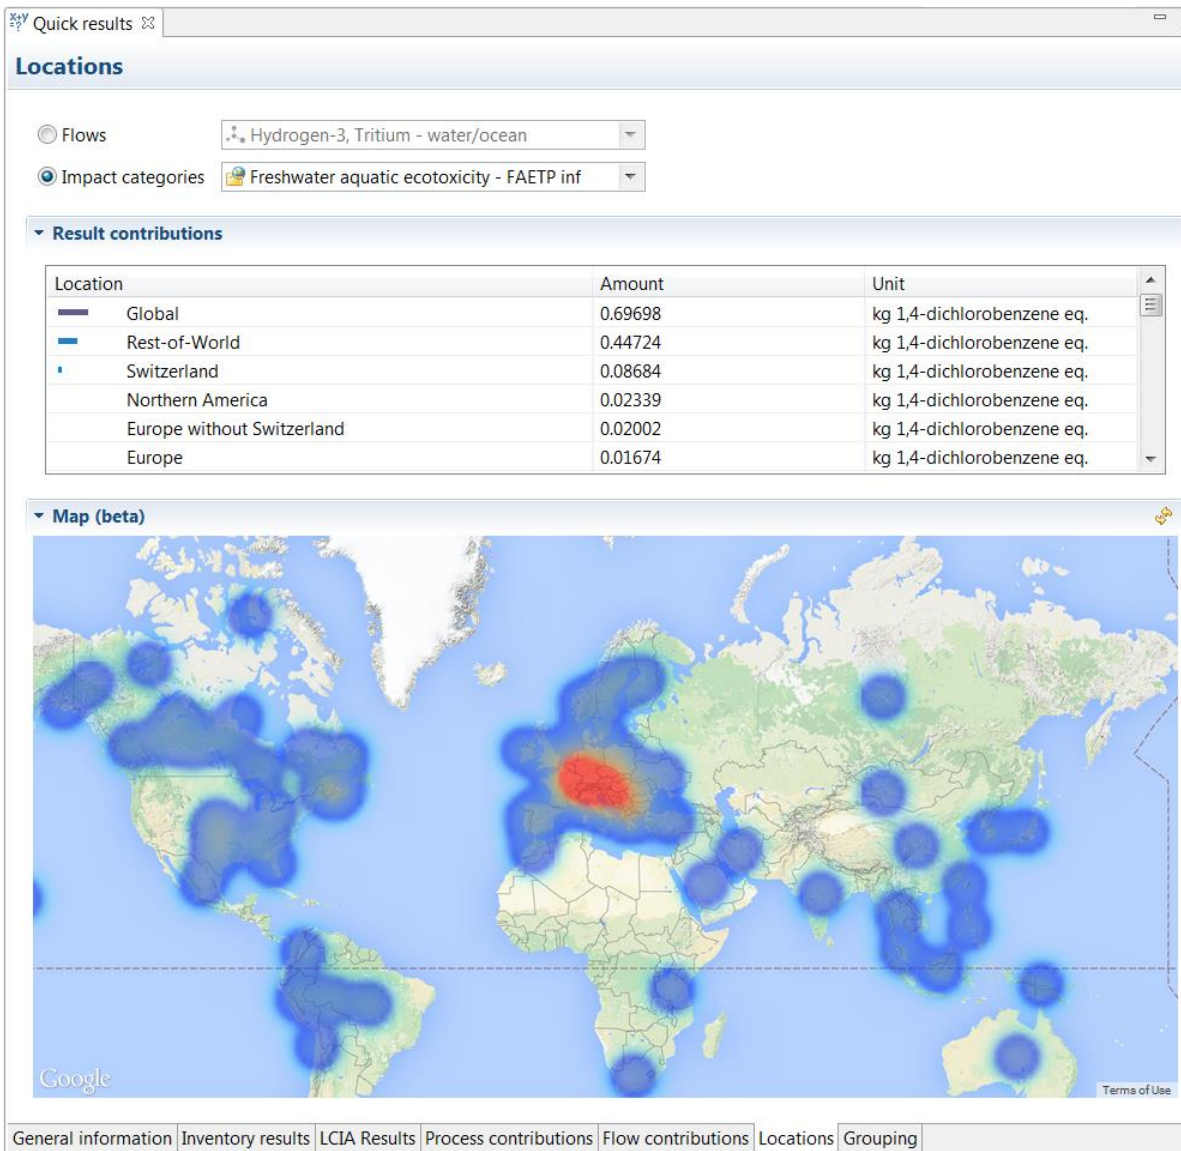 Quick results
Locations
Flows Hydrogen-3, Tritium - water/ocean
Impact categories Freshwater aquatic ecotoxicity - FAETP inf
Result contributions
Location Amount Unit
Global 0.69698 kg 1,4-dichlorobenzene eq.
Rest-of-World 0.44724 kg 1,4-dichlorobenzene eq.
Switzerland 0.08684 kg 1,4-dichlorobenzene eq.
Northern America 0.02339 kg 1,4-dichlorobenzene eq.
Europe without Switzerland 0.02002 kg 1,4-dichlorobenzene eq.
Europe 0.01674 kg 1,4-dichlorobenzene eq.
Map (beta)
Google Terms of Use
General information Inventory results LCIA Results Process contributions Flow contributions Locations Grouping